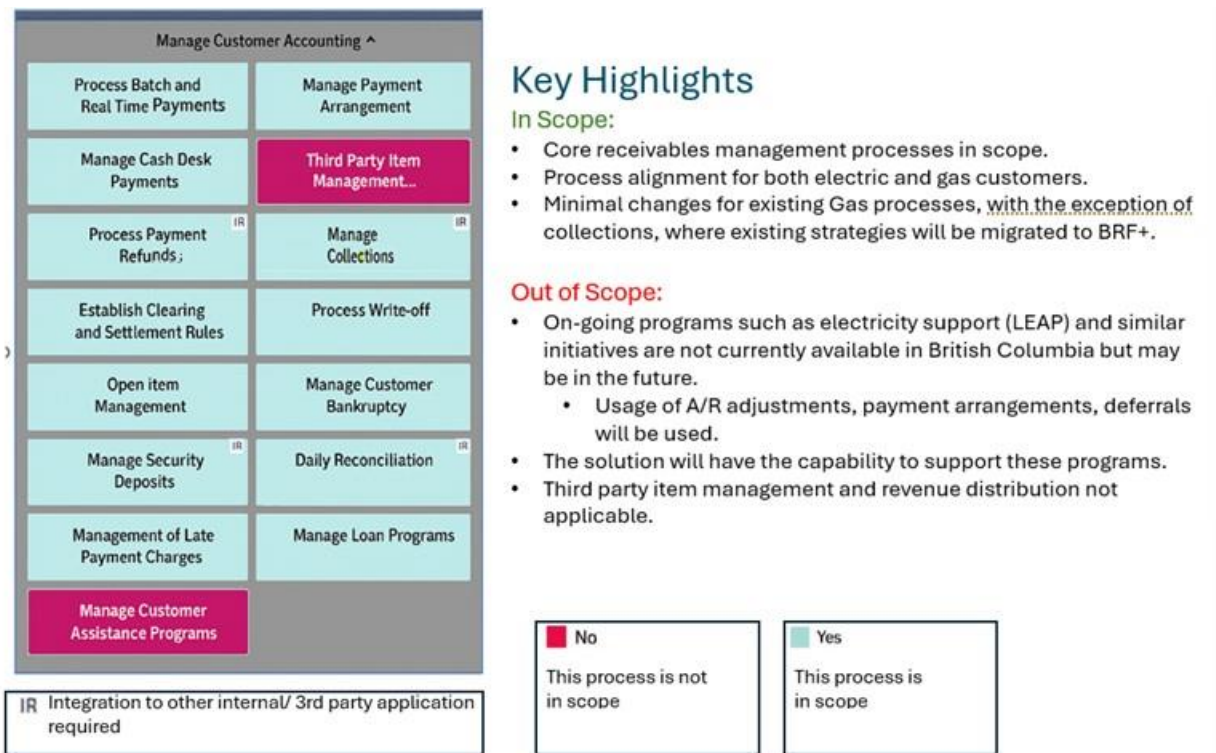 Manage Customer Accounting ^
Process Batch and
Real Time Payments
Manage Payment
Arrangement
Manage Cash Desk
Payments
Third Party Item
Management...
IR
Process Payment
Refunds;
IR
Manage
Collections
Establish Clearing
and Settlement Rules
Process Write-off
Open item
Management
Manage Customer
Bankruptcy
IR
Manage Security
Deposits
IR
Daily Reconciliation
Management of Late
Payment Charges
Manage Loan Programs
Manage Customer
Assistance Programs
IR Integration to other internal/ 3rd party application
required
Key Highlights
In Scope:
• Core receivables management processes in scope.
• Process alignment for both electric and gas customers.
• Minimal changes for existing Gas processes, with the exception of
collections, where existing strategies will be migrated to BRF+.
Out of Scope:
• On-going programs such as electricity support (LEAP) and similar
initiatives are not currently available in British Columbia but may
be in the future.
• Usage of A/R adjustments, payment arrangements, deferrals
will be used.
• The solution will have the capability to support these programs.
• Third party item management and revenue distribution not
applicable.
No
This process is not
in scope
Yes
This process is
in scope